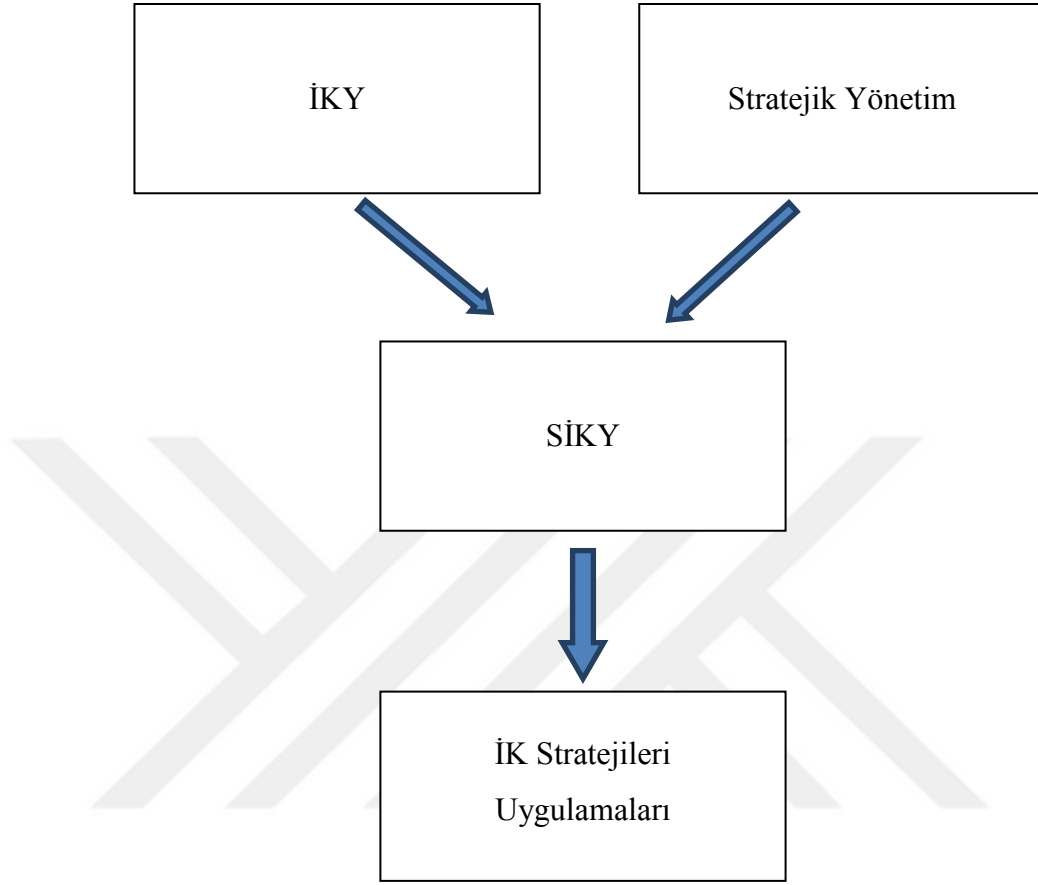 İKY
Stratejik Yönetim
SİKY
İK Stratejileri
Uygulamaları